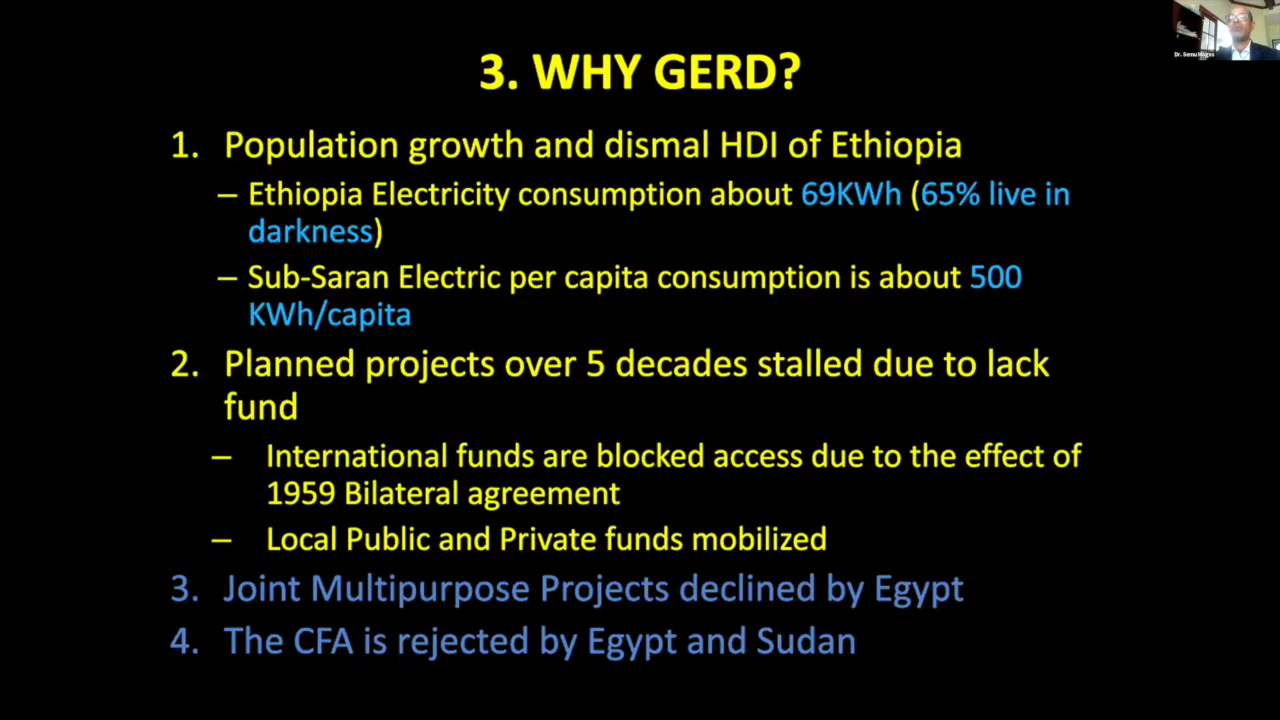 Dr. Semu Moges
3. WHY GERD?
1. Population growth and dismal HDI of Ethiopia
– Ethiopia Electricity consumption about 69KWh (65% live in
darkness)
– Sub-Saran Electric per capita consumption is about 500
KWh/capita
2. Planned projects over 5 decades stalled due to lack
fund
– International funds are blocked access due to the effect of
1959 Bilateral agreement
– Local Public and Private funds mobilized
3. Joint Multipurpose Projects declined by Egypt
4. The CFA is rejected by Egypt and Sudan